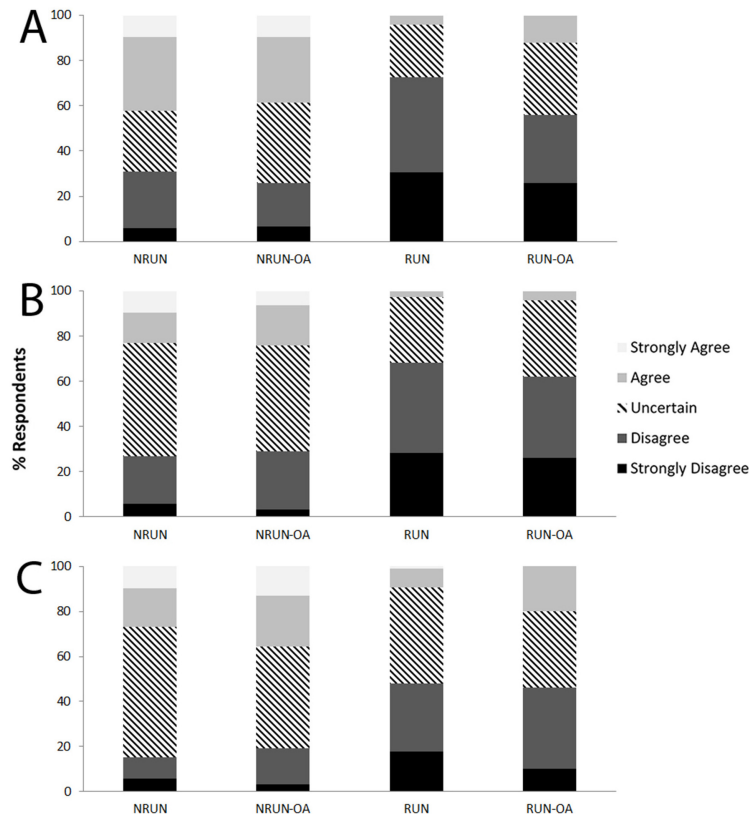 A
100
80
60
40
20
0
NRUN NRUN-OA RUN RUN-OA
B
100
80
60
40
20
0
NRUN NRUN-OA RUN RUN-OA
% Respondents
Strongly Agree
Agree
Uncertain
Disagree
Strongly Disagree
C
100
80
60
40
20
0
NRUN NRUN-OA RUN RUN-OA